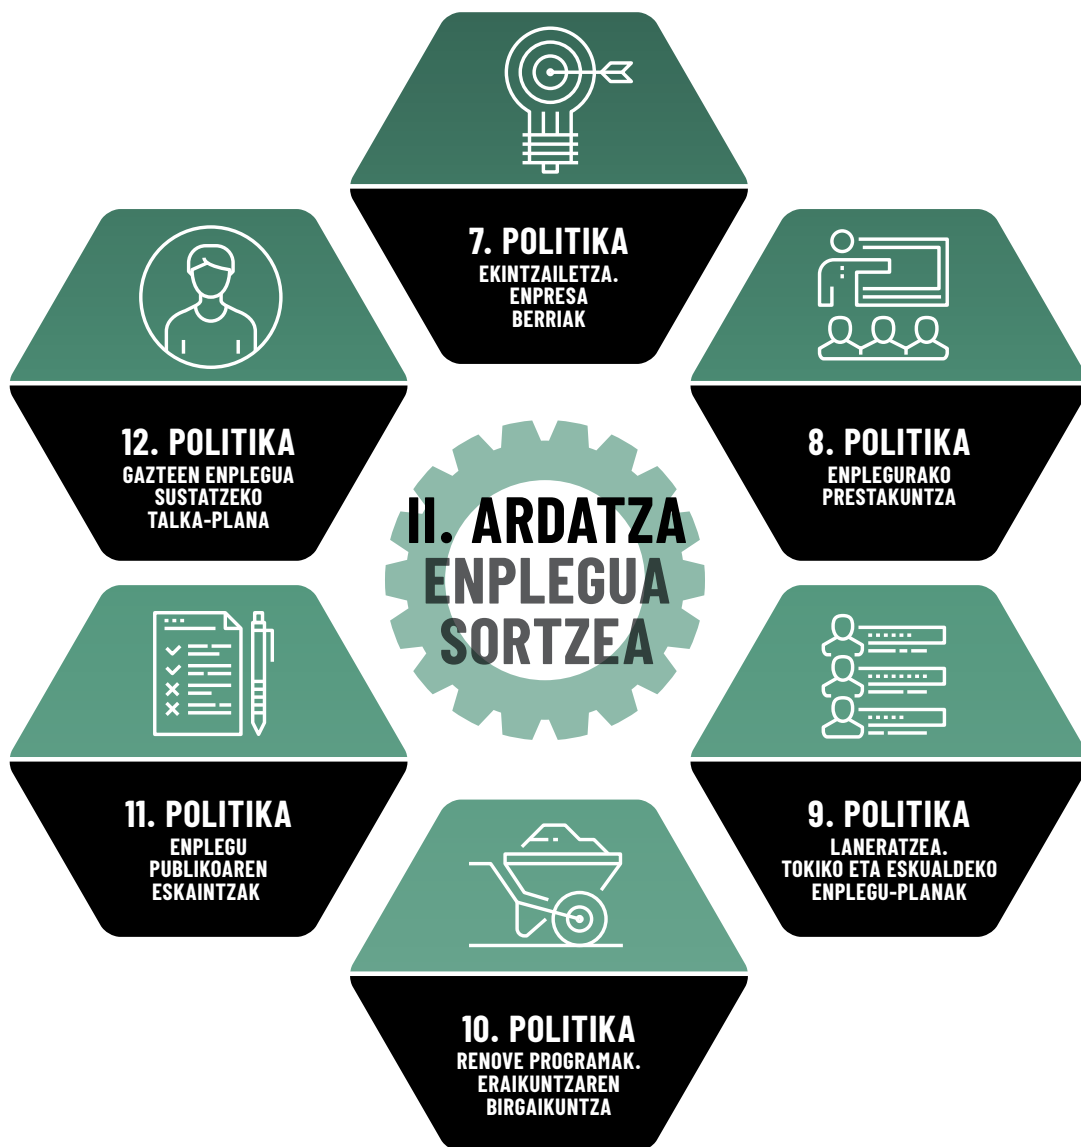 7. POLITIKA
EKINTZAILETZA.
ENPRESA
BERRIAK
8. POLITIKA
ENPLEGURAKO
PRESTAKUNTZA
9. POLITIKA
LANERATZEA.
TOKIKO ETA ESKUALDEKO
ENPLEGU-PLANAK
10. POLITIKA
RENOVE PROGRAMAK.
ERAIKUNTZAREN
BIRGAIKUNTZA
11. POLITIKA
ENPLEGU
PUBLIKOAREN
ESKAINTZAK
12. POLITIKA
GAZTEEN ENPLEGUA
SUSTATZEKO
TALKA-PLANA
II. ARDATZA
ENPLEGUA
SORTZEA